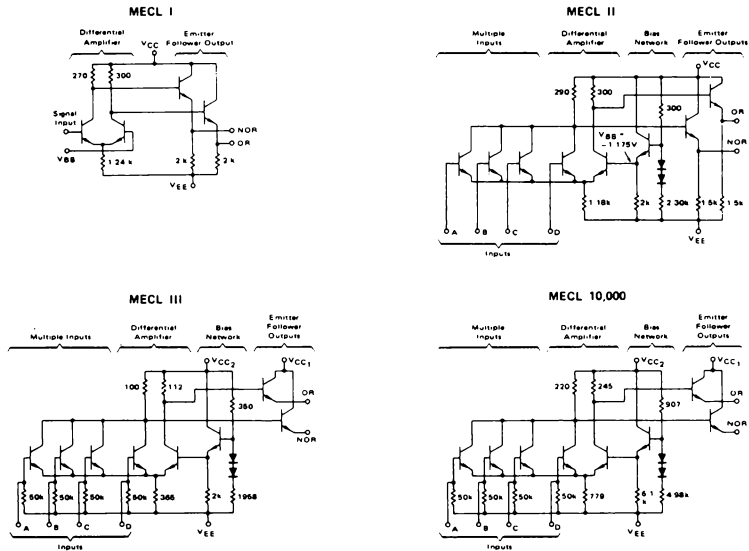 MECL I
Differential Amplifier
Emitter Follower Output
VCC
270
300
Signal Input
VBB
1.24 k
2 k
2 k
VEE
NOR
OR
MECL II
Multiple Inputs
Differential Amplifier
Bias Network
Emitter Follower Outputs
VCC
290
300
300
VBB = -1.175V
OR
NOR
1.18k
2k
2.30k
1.5k
1.5k
VEE
A
B
C
D
Inputs
MECL III
Multiple Inputs
Differential Amplifier
Bias Network
Emitter Follower Outputs
VCC2
VCC1
100
112
350
OR
NOR
50k
50k
50k
50k
365
2k
1958
VEE
A
B
C
D
Inputs
MECL 10,000
Multiple Inputs
Differential Amplifier
Bias Network
Emitter Follower Outputs
VCC2
VCC1
220
245
907
OR
NOR
50k
50k
50k
50k
779
6.1 k
4.98k
VEE
A
B
C
D
Inputs